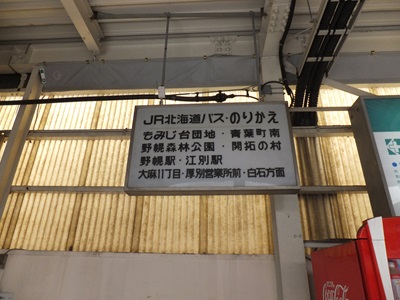 JR北海道バス・のりかえ
もみじ台団地・青葉町南
野幌森林公園・開拓の村
野幌駅・江別駅
大麻11丁目・厚別営業所前・白石方面